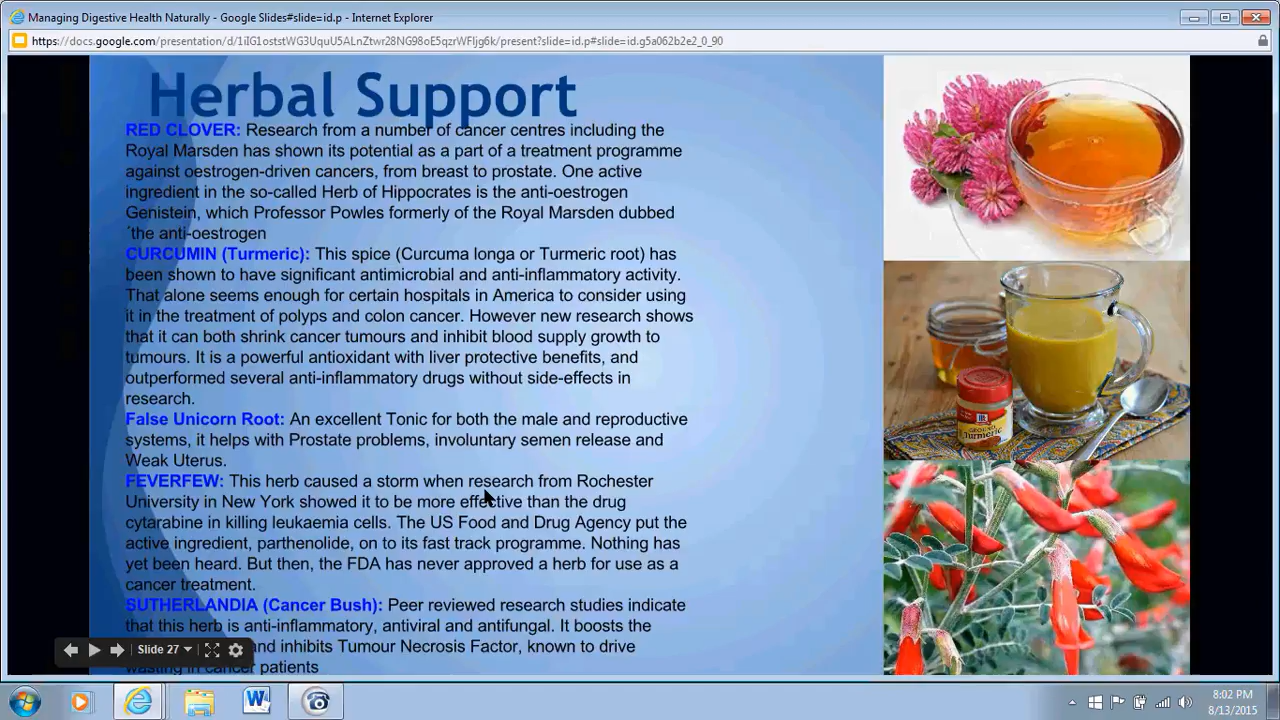 Managing Digestive Health Naturally - Google Slides#slide=id.p - Internet Explorer
https://docs.google.com/presentation/d/1iIG1oststWG3UquU5ALnZtwr28NG98oE5qzrWFIjg6k/present?slide=id.p#slide=id.g5a062b2e2_0_90
Herbal Support
RED CLOVER: Research from a number of cancer centres including the
Royal Marsden has shown its potential as a part of a treatment programme
against oestrogen-driven cancers, from breast to prostate. One active
ingredient in the so-called Herb of Hippocrates is the anti-oestrogen
Genistein, which Professor Powles formerly of the Royal Marsden dubbed
´the anti-oestrogen
CURCUMIN (Turmeric): This spice (Curcuma longa or Turmeric root) has
been shown to have significant antimicrobial and anti-inflammatory activity.
That alone seems enough for certain hospitals in America to consider using
it in the treatment of polyps and colon cancer. However new research shows
that it can both shrink cancer tumours and inhibit blood supply growth to
tumours. It is a powerful antioxidant with liver protective benefits, and
outperformed several anti-inflammatory drugs without side-effects in
research.
False Unicorn Root: An excellent Tonic for both the male and reproductive
systems, it helps with Prostate problems, involuntary semen release and
Weak Uterus.
FEVERFEW: This herb caused a storm when research from Rochester
University in New York showed it to be more effective than the drug
cytarabine in killing leukaemia cells. The US Food and Drug Agency put the
active ingredient, parthenolide, on to its fast track programme. Nothing has
yet been heard. But then, the FDA has never approved a herb for use as a
cancer treatment.
SUTHERLANDIA (Cancer Bush): Peer reviewed research studies indicate
that this herb is anti-inflammatory, antiviral and antifungal. It boosts the
and inhibits Tumour Necrosis Factor, known to drive
wasting in cancer patients
Slide 27
GROUND
Turmeric
8:02 PM
8/13/2015